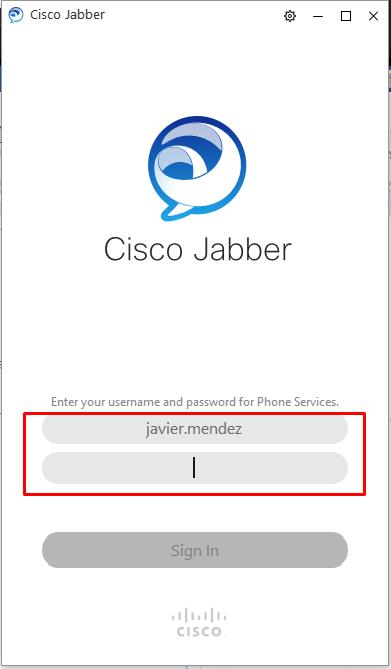 Cisco Jabber
Cisco Jabber
Enter your username and password for Phone Services.
javier.mendez
Sign In
CISCO